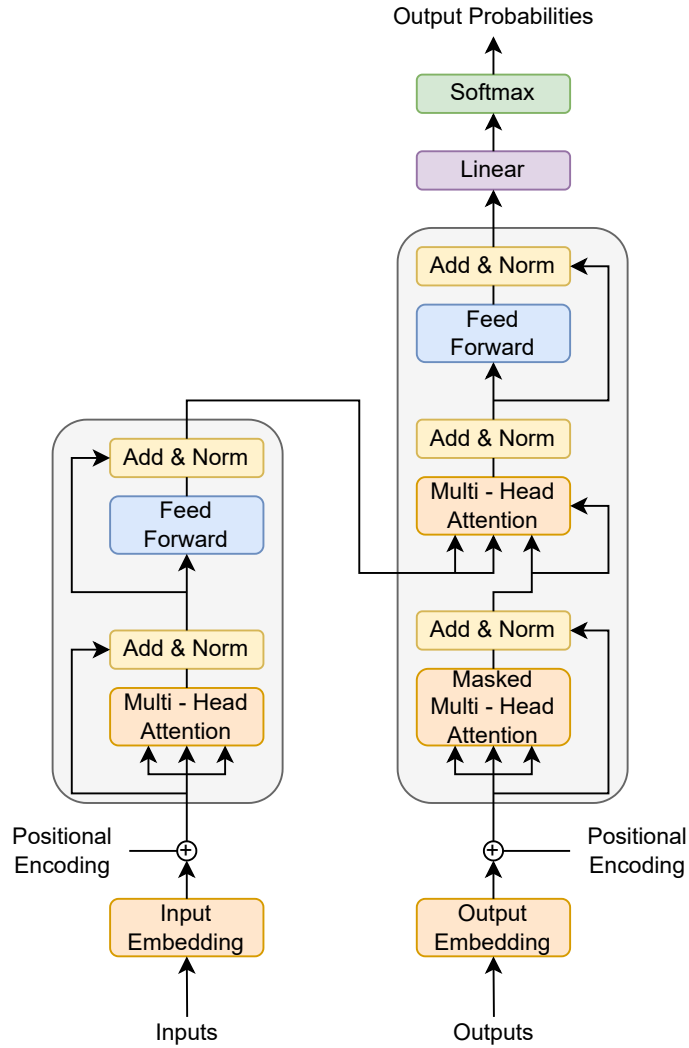 Output Probabilities
Softmax
Linear
Add & Norm
Feed
Forward
Add & Norm
Multi - Head
Attention
Add & Norm
Masked
Multi - Head
Attention
Add & Norm
Feed
Forward
Add & Norm
Multi - Head
Attention
Positional
Encoding
+
Input
Embedding
Inputs
+
Positional
Encoding
Output
Embedding
Outputs